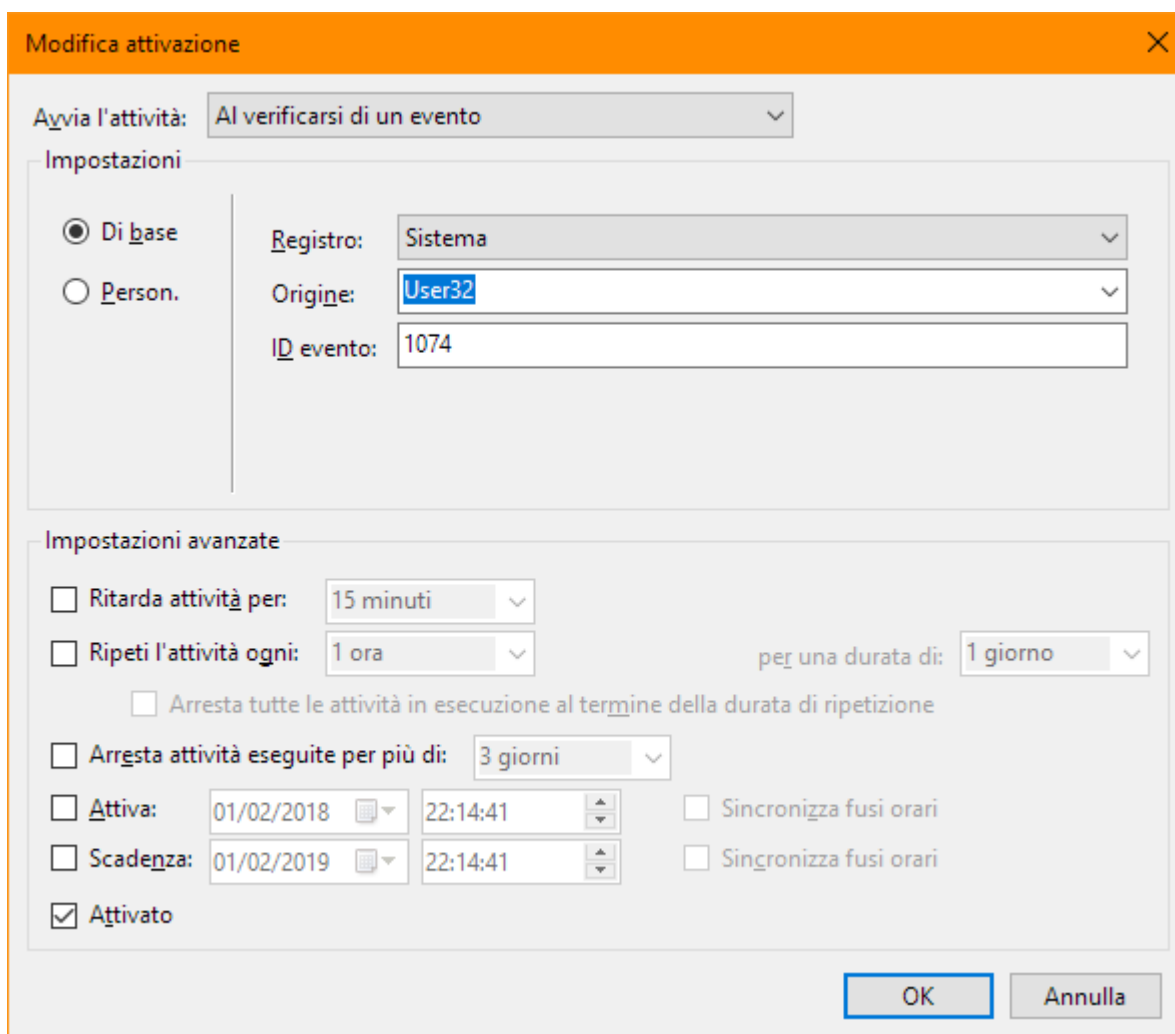 Modifica attivazione
Avvia l'attività: Al verificarsi di un evento
Impostazioni
Di base
Registro: Sistema
Person.
Origine: User32
ID evento: 1074
Impostazioni avanzate
Ritarda attività per: 15 minuti
Ripeti l'attività ogni: 1 ora per una durata di: 1 giorno
Arresta tutte le attività in esecuzione al termine della durata di ripetizione
Arresta attività eseguite per più di: 3 giorni
Attiva: 01/02/2018 22:14:41 Sincronizza fusi orari
Scadenza: 01/02/2019 22:14:41 Sincronizza fusi orari
Attivato
OK Annulla